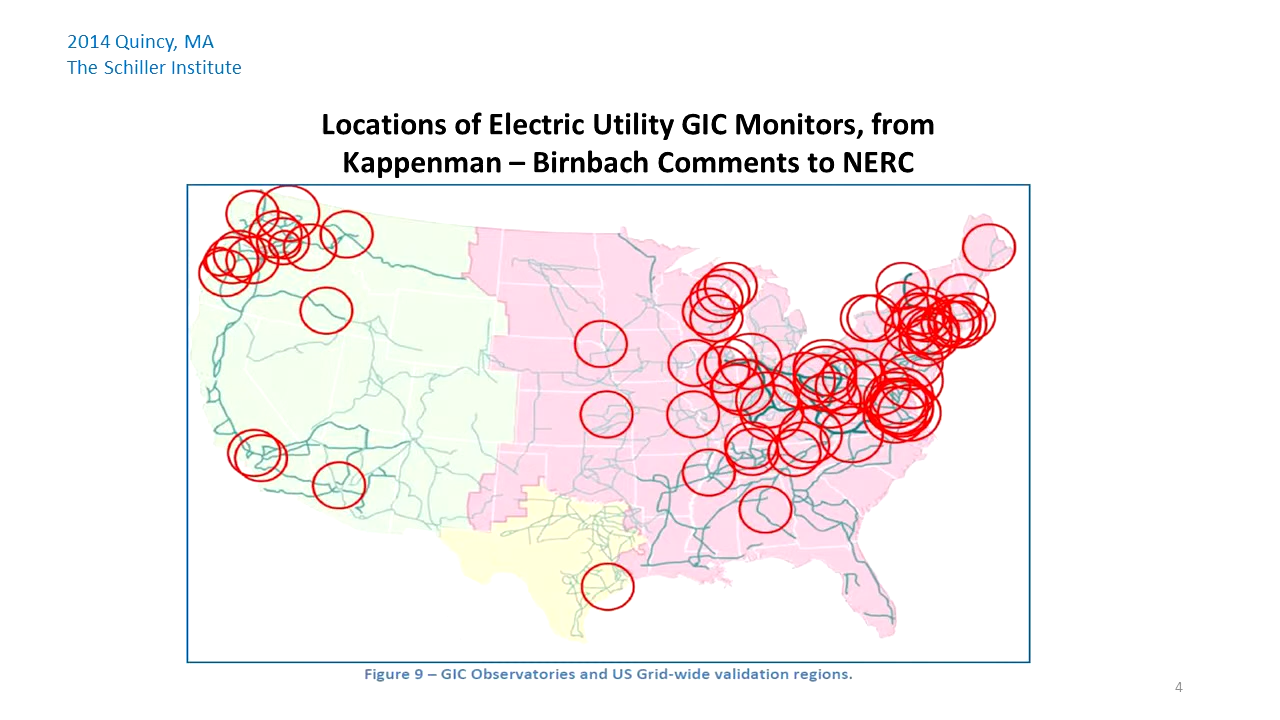 2014 Quincy, MA
The Schiller Institute
Locations of Electric Utility GIC Monitors, from
Kappenman – Birnbach Comments to NERC
Figure 9 – GIC Observatories and US Grid-wide validation regions.
4